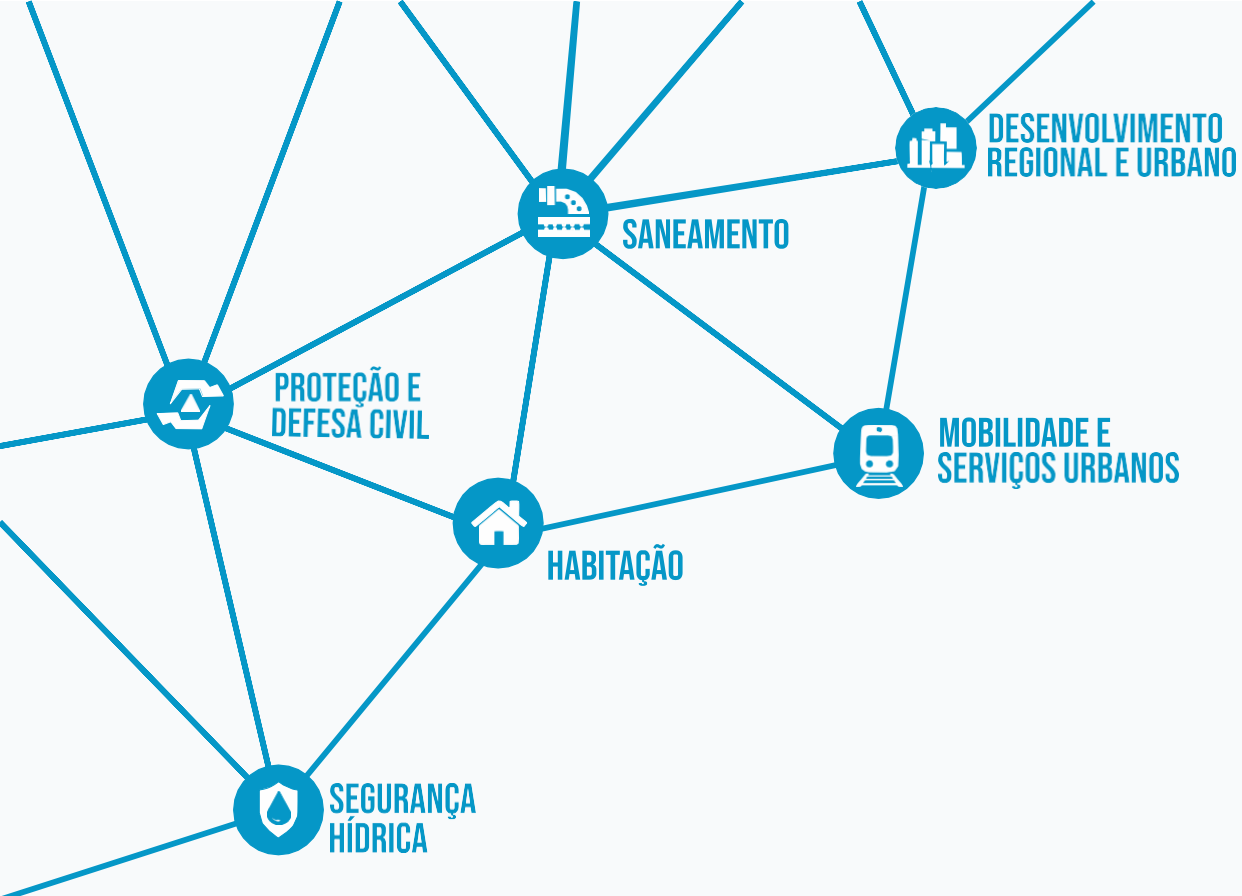 DESENVOLVIMENTO
REGIONAL E URBANO
SANEAMENTO
PROTEÇÃO E
DEFESA CIVIL
MOBILIDADE E
SERVIÇOS URBANOS
HABITAÇÃO
SEGURANÇA
HÍDRICA